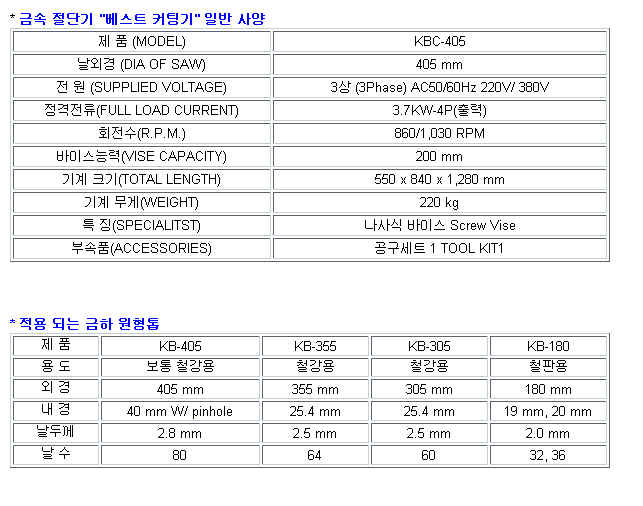 * 금속 절단기 "베스트 커팅기" 일반 사양
제 품 (MODEL) KBC-405
날외경 (DIA OF SAW) 405 mm
전 원 (SUPPLIED VOLTAGE) 3상 (3Phase) AC50/60Hz 220V/ 380V
정격전류(FULL LOAD CURRENT) 3.7KW-4P(출력)
회전수(R.P.M.) 860/1,030 RPM
바이스능력(VISE CAPACITY) 200 mm
기계 크기(TOTAL LENGTH) 550 x 840 x 1,280 mm
기계 무게(WEIGHT) 220 kg
특 징(SPECIALITST) 나사식 바이스 Screw Vise
부속품(ACCESSORIES) 공구세트 1 TOOL KIT1
* 적용 되는 금하 원형톱
제 품 KB-405 KB-355 KB-305 KB-180
용 도 보통 철강용 철강용 철강용 철판용
외 경 405 mm 355 mm 305 mm 180 mm
내 경 40 mm W/ pinhole 25.4 mm 25.4 mm 19 mm, 20 mm
날두께 2.8 mm 2.5 mm 2.5 mm 2.0 mm
날 수 80 64 60 32, 36